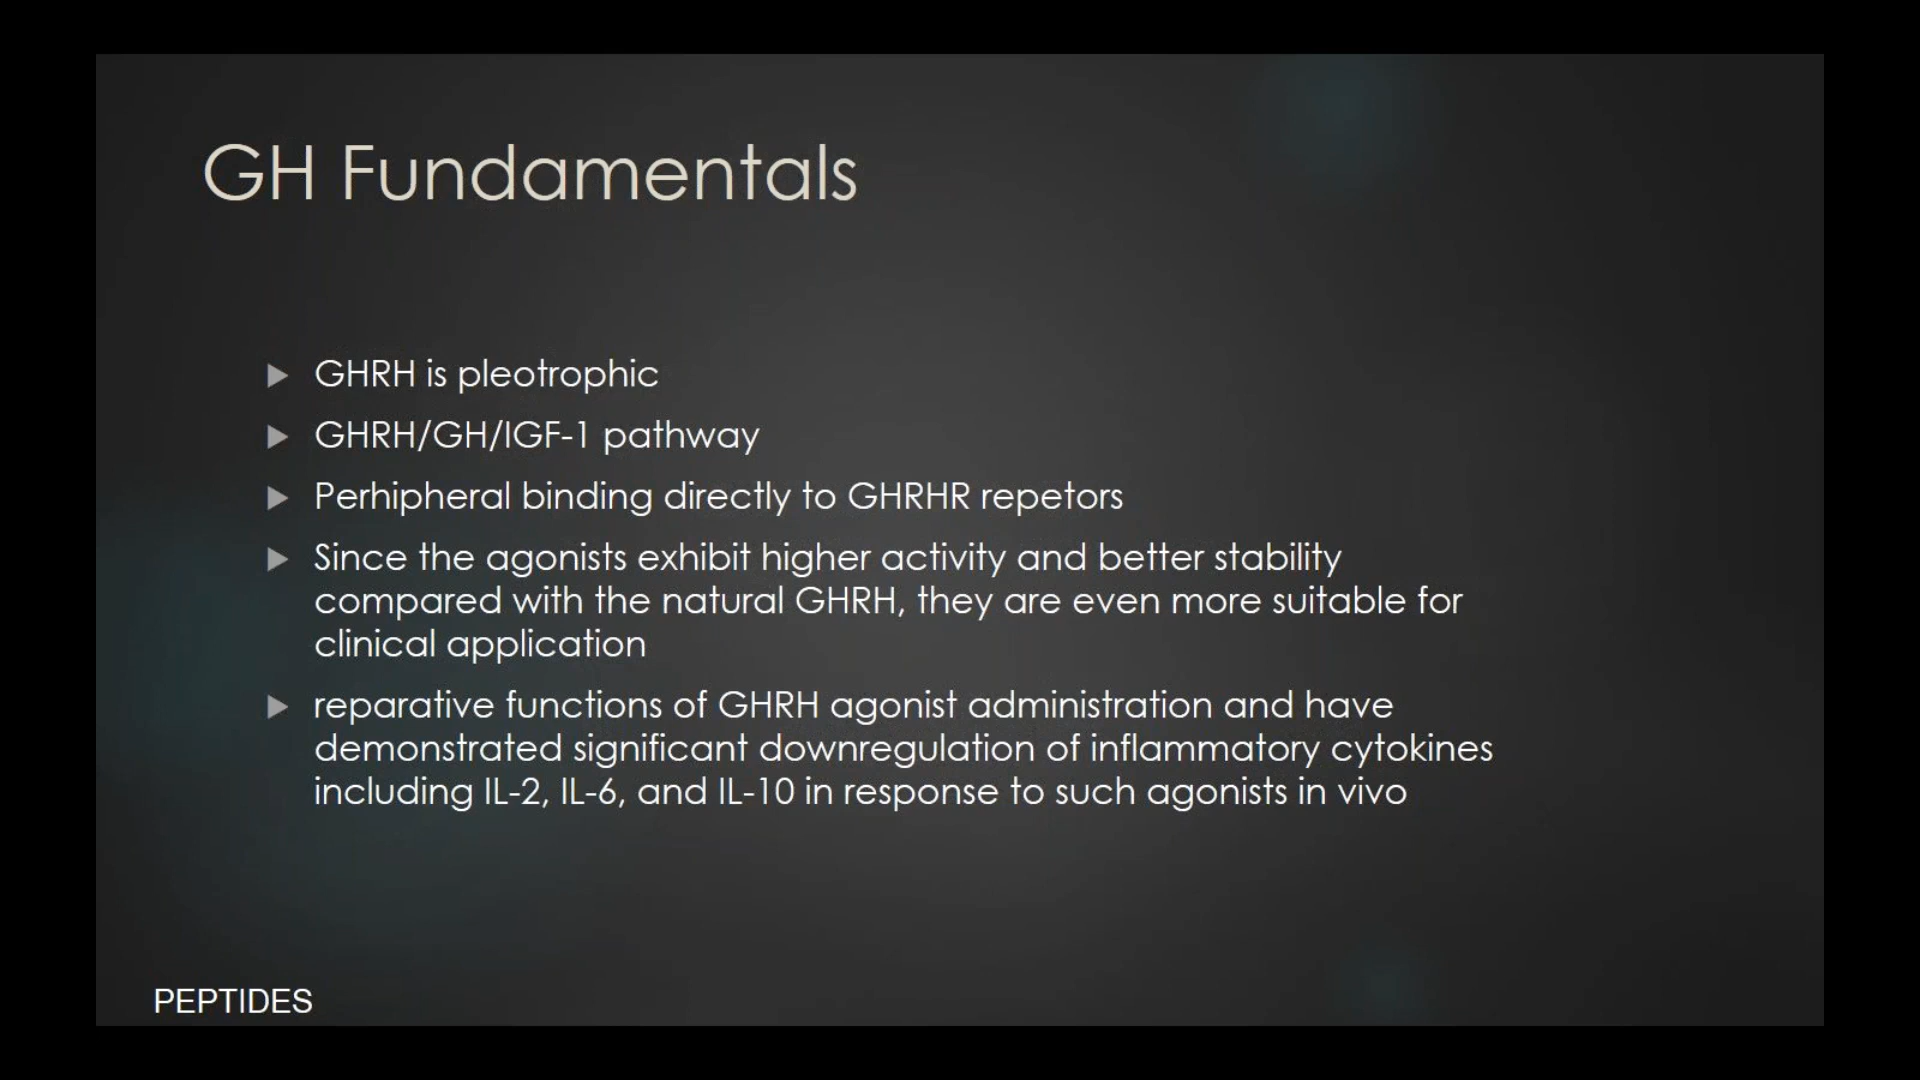 GH Fundamentals
GHRH is pleotrophic
GHRH/GH/IGF-1 pathway
Perhipheral binding directly to GHRHR repetors
Since the agonists exhibit higher activity and better stability
compared with the natural GHRH, they are even more suitable for
clinical application
reparative functions of GHRH agonist administration and have
demonstrated significant downregulation of inflammatory cytokines
including IL-2, IL-6, and IL-10 in response to such agonists in vivo
PEPTIDES